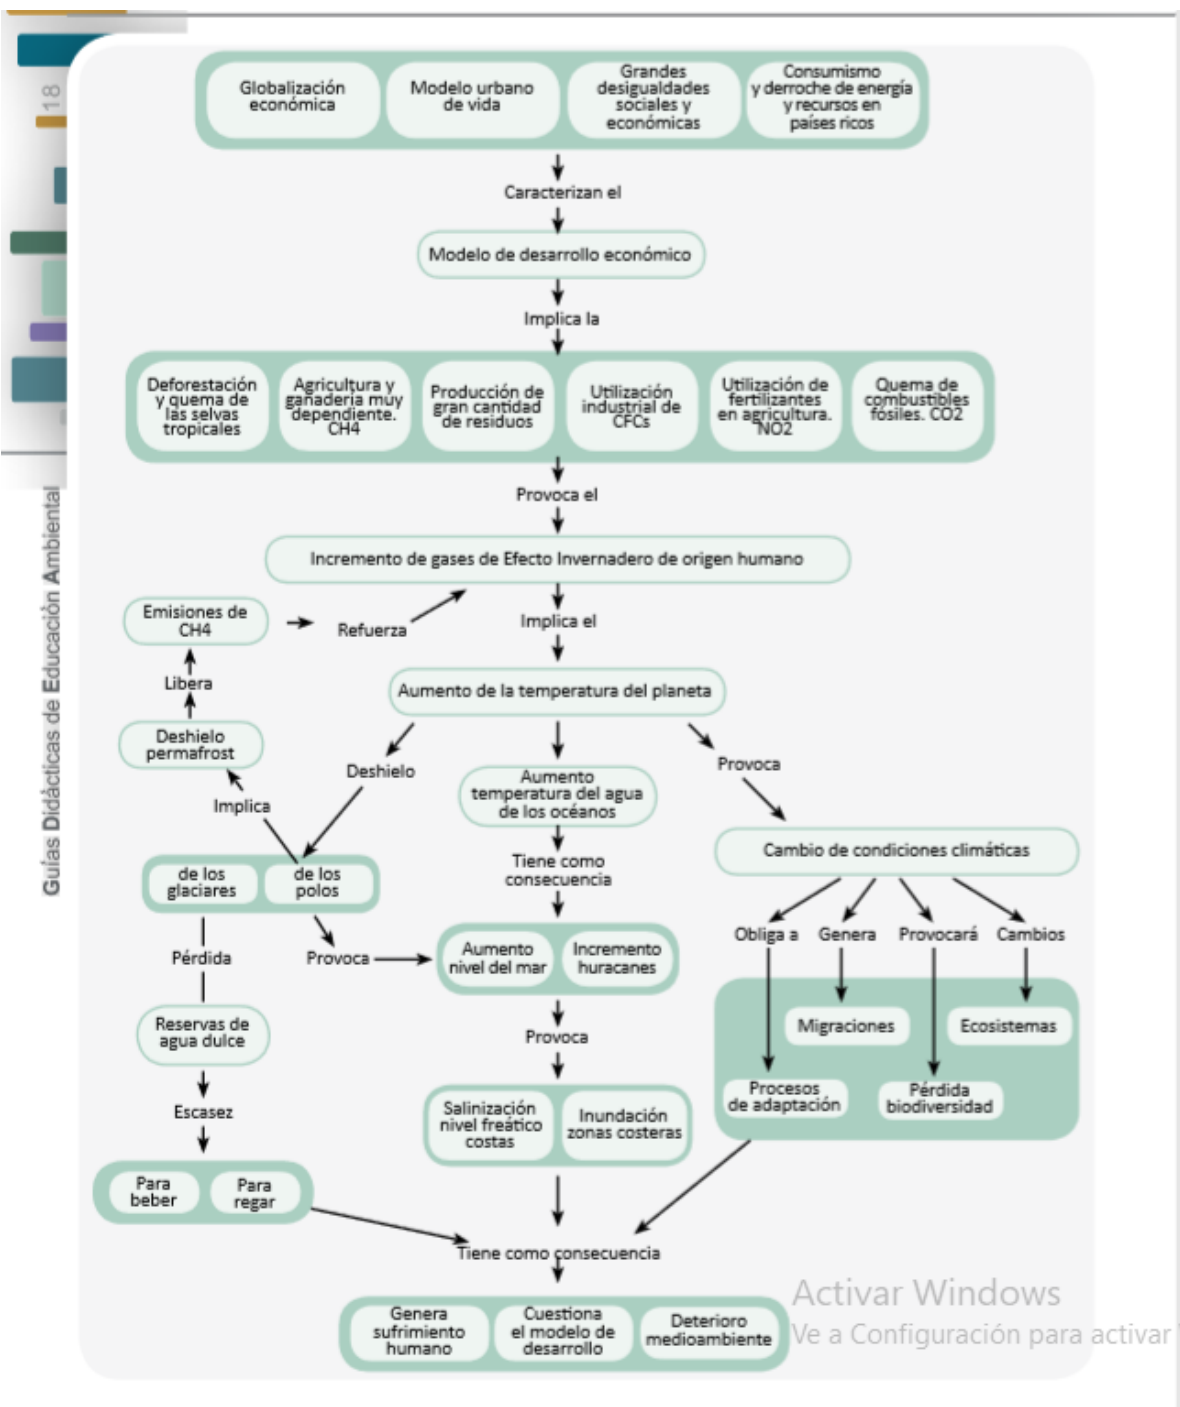 18
Guías Didácticas de Educación Ambiental
Globalización
económica
Modelo urbano
de vida
Grandes
desigualdades
sociales y
económicas
Consumismo
y derroche de energía
y recursos en
países ricos
Caracterizan el
Modelo de desarrollo económico
Implica la
Deforestación
y quema de
las selvas
tropicales
Agricultura y
ganadería muy
dependiente.
CH4
Producción de
gran cantidad
de residuos
Utilización
industrial de
CFCs
Utilización de
fertilizantes
en agricultura.
NO2
Quema de
combustibles
fósiles. CO2
Provoca el
Incremento de gases de Efecto Invernadero de origen humano
Emisiones de
CH4
Refuerza
Implica el
Libera
Aumento de la temperatura del planeta
Deshielo
permafrost
Deshielo
Provoca
Implica
Aumento
temperatura del agua
de los océanos
Cambio de condiciones climáticas
de los
glaciares
de los
polos
Tiene como
consecuencia
Obliga a
Genera
Provocará
Cambios
Pérdida
Provoca
Aumento
nivel del mar
Incremento
huracanes
Migraciones
Ecosistemas
Reservas de
agua dulce
Provoca
Procesos
de adaptación
Pérdida
biodiversidad
Escasez
Salinización
nivel freático
costas
Inundación
zonas costeras
Para
beber
Para
regar
Tiene como consecuencia
Genera
sufrimiento
humano
Cuestiona
el modelo de
desarrollo
Deterioro
medioambiente
Activar Windows
Ve a Configuración para activar